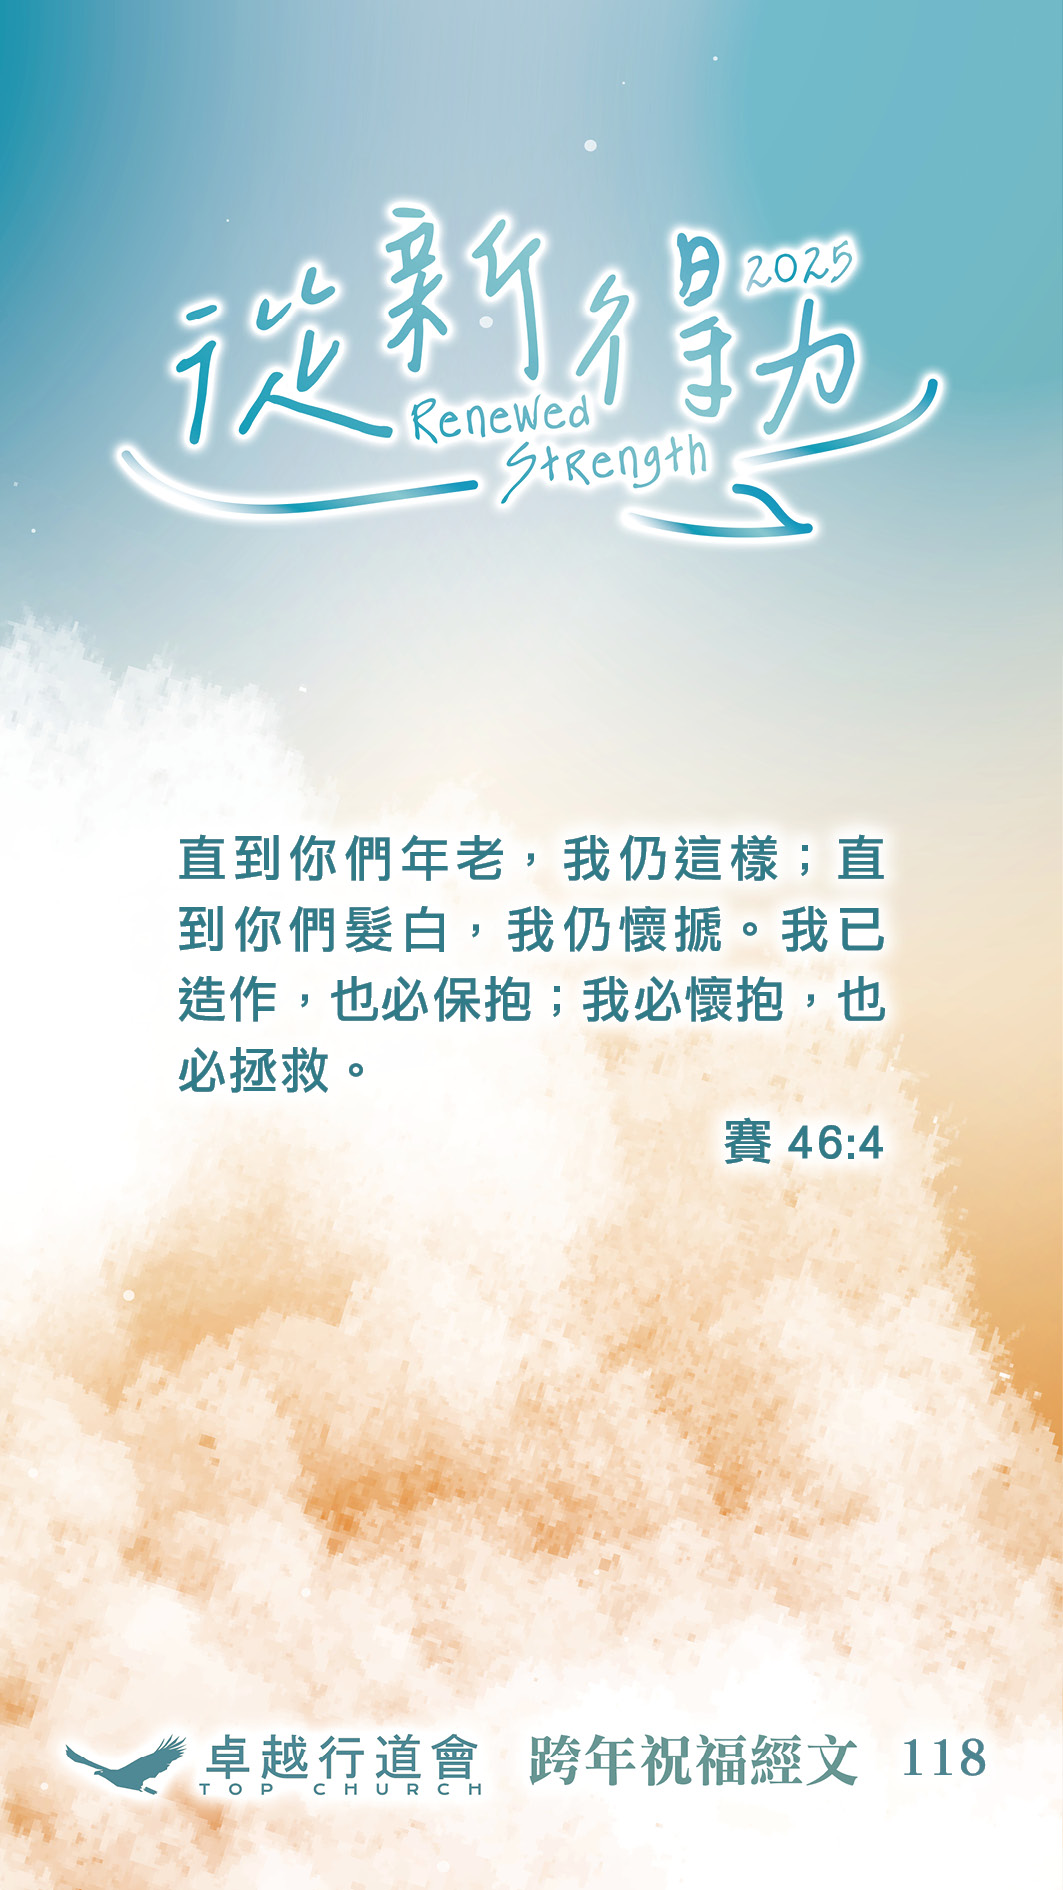 從新得力 2025
Renewed
Strength
直到你們年老，我仍這樣；直
到你們髮白，我仍懷搋。我已
造作，也必保抱；我必懷抱，也
必拯救。
賽 46:4
卓越行道會 跨年祝福經文 118
TOP CHURCH